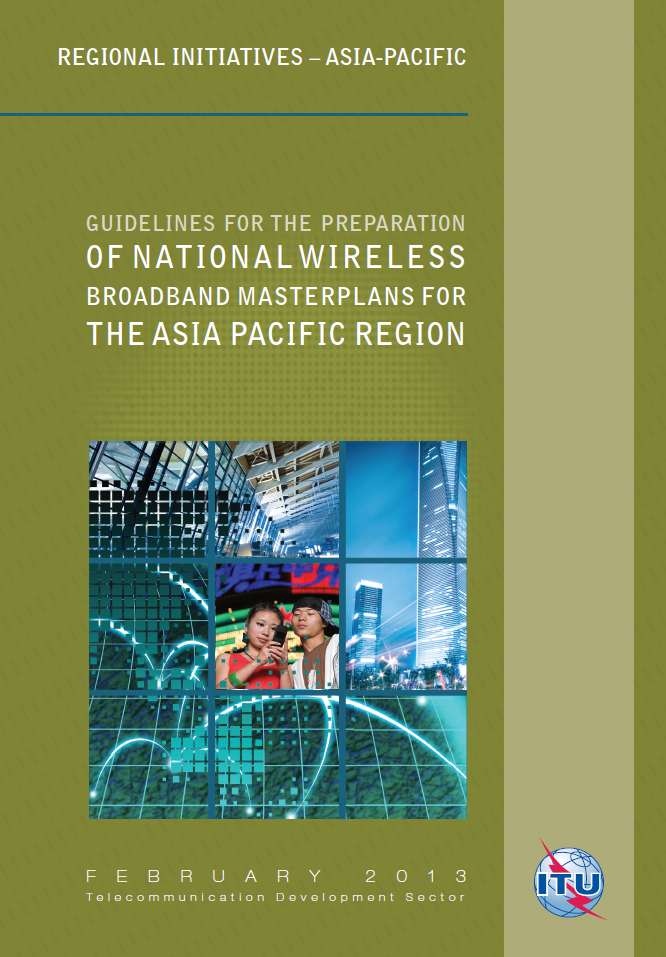 REGIONAL INITIATIVES – ASIA-PACIFIC
GUIDELINES FOR THE PREPARATION
OF NATIONAL WIRELESS
BROADBAND MASTERPLANS FOR
THE ASIA PACIFIC REGION
FEBRUARY 2013
Telecommunication Development Sector
ITU